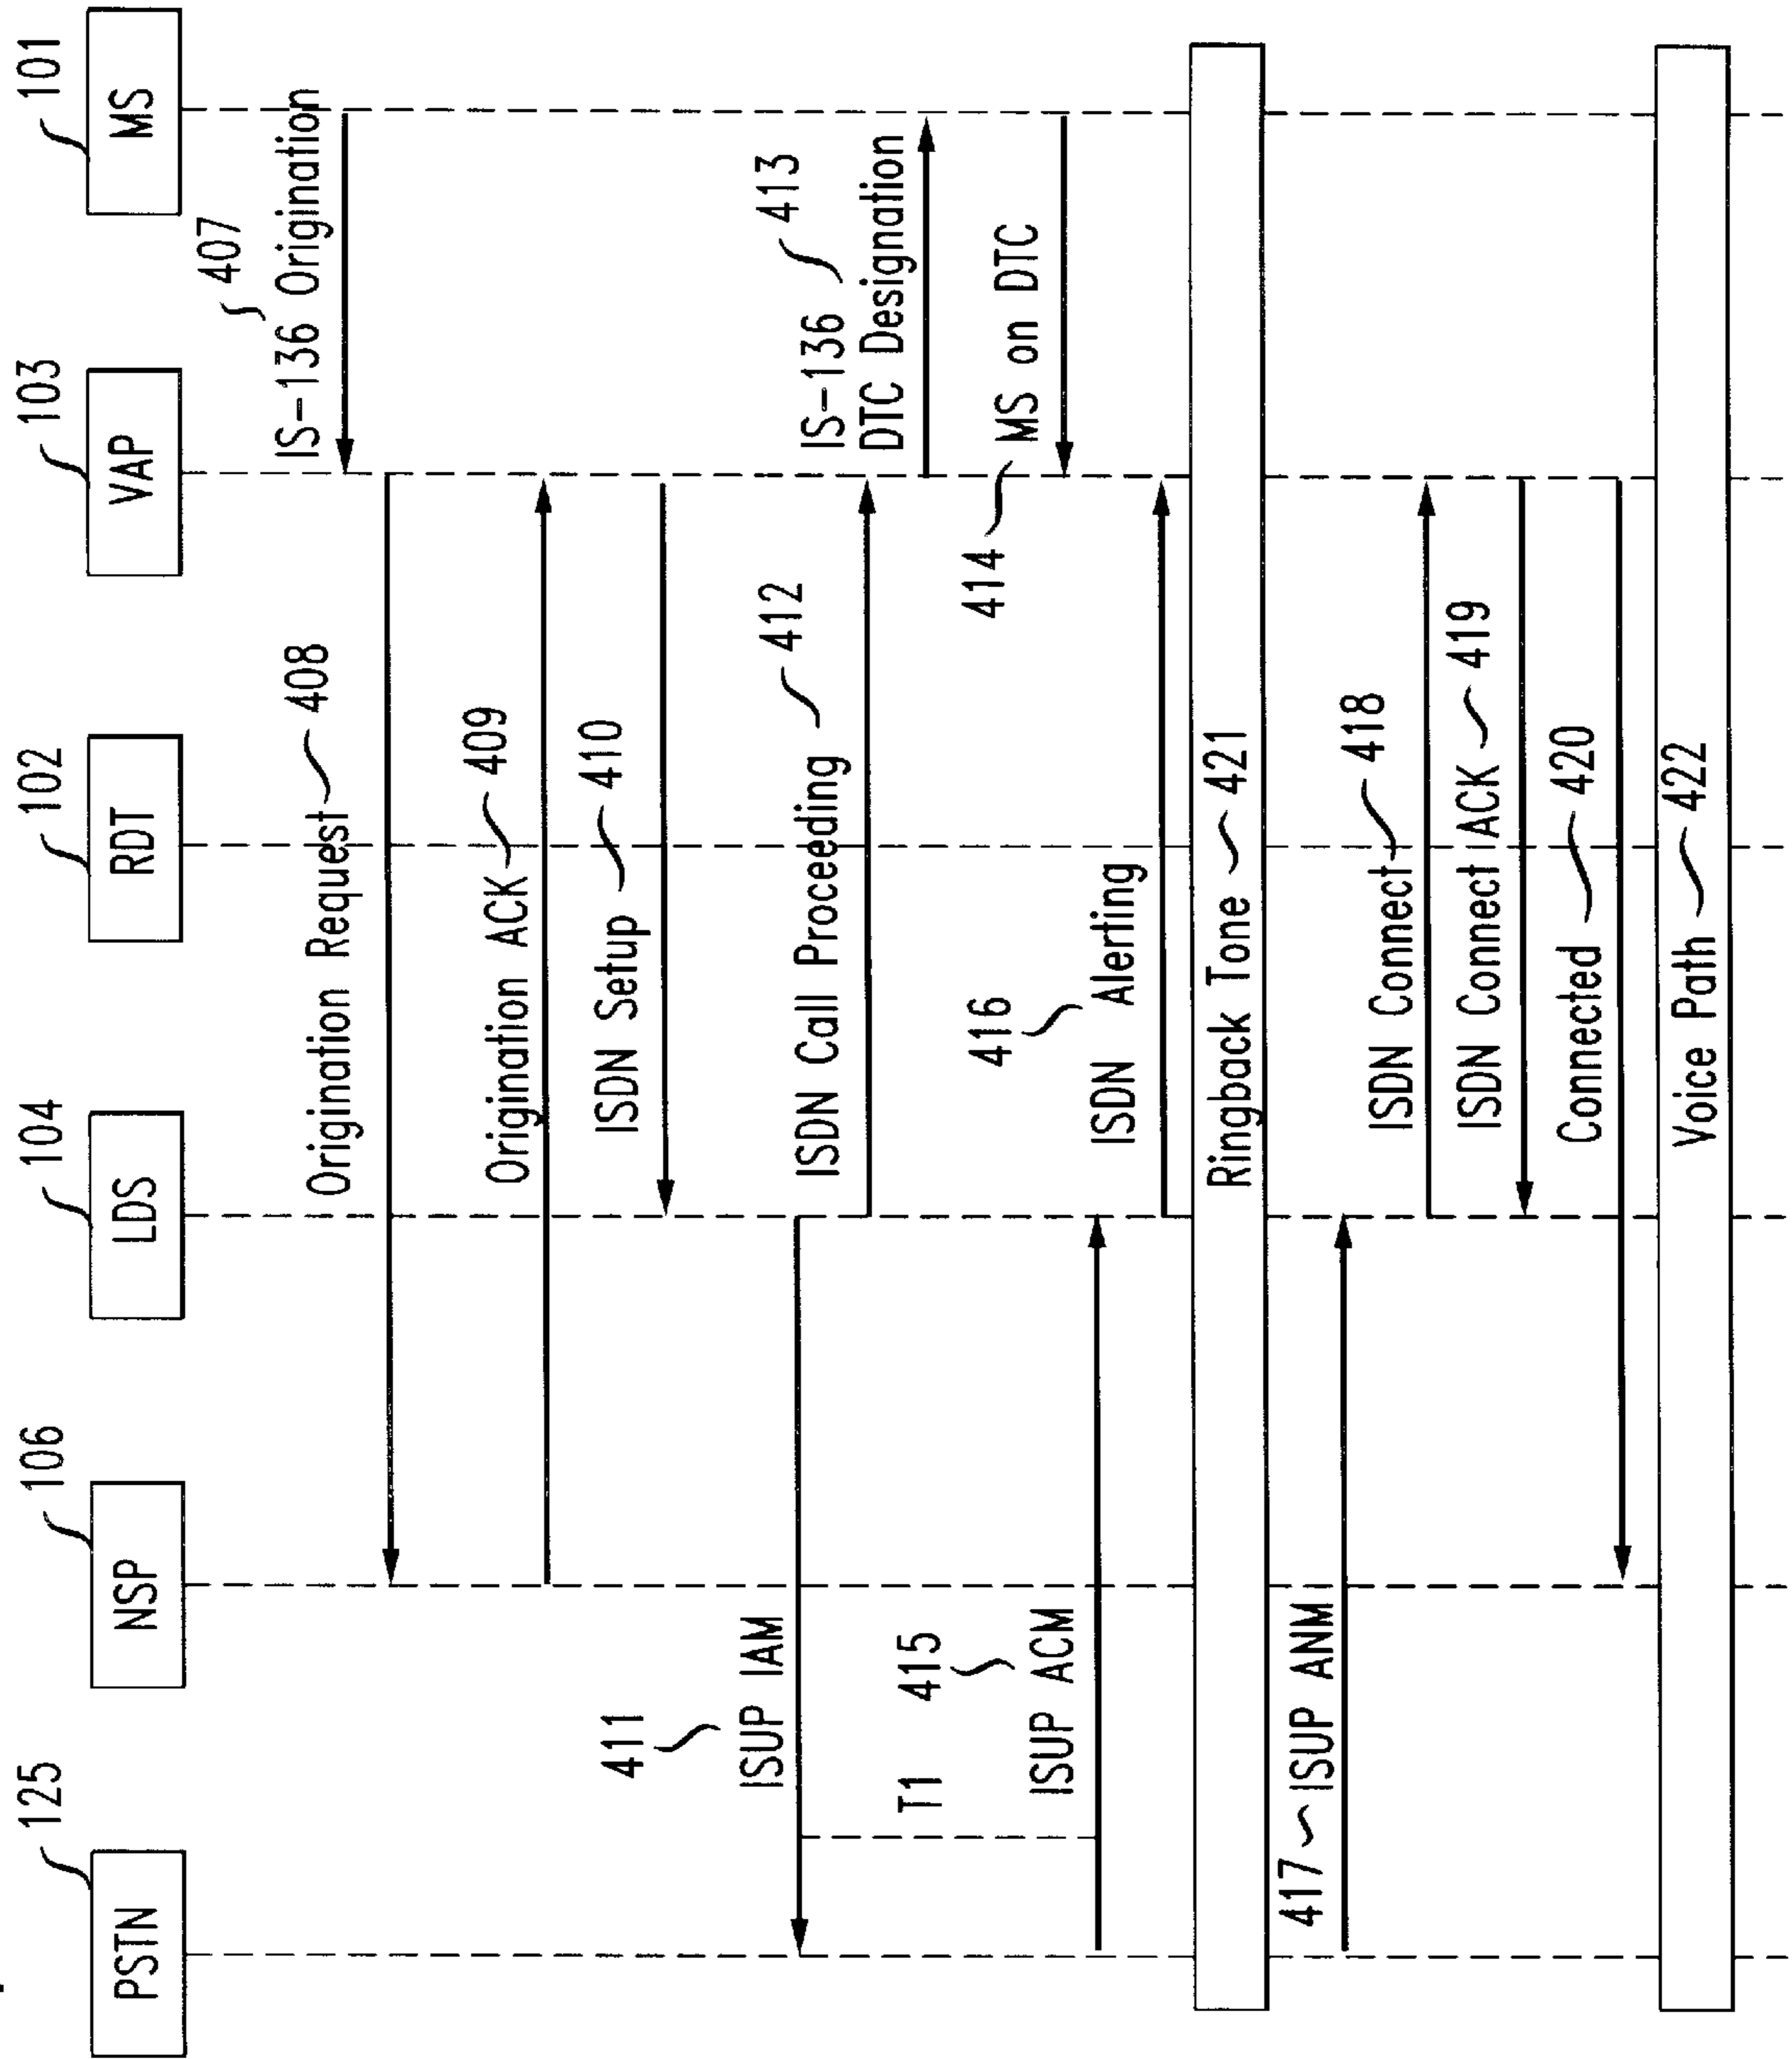 125
PSTN
106
NSP
104
LDS
102
RDT
103
VAP
101
MS
407
IS-136 Origination
Origination Request 408
Origination ACK 409
ISDN Setup 410
411
ISUP IAM
ISDN Call Proceeding 412
IS-136 413
DTC Designation
414 MS on DTC
T1 415
ISUP ACM
416
ISDN Alerting
Ringback Tone 421
417 ISUP ANM
ISDN Connect 418
ISDN Connect ACK 419
Connected 420
Voice Path 422